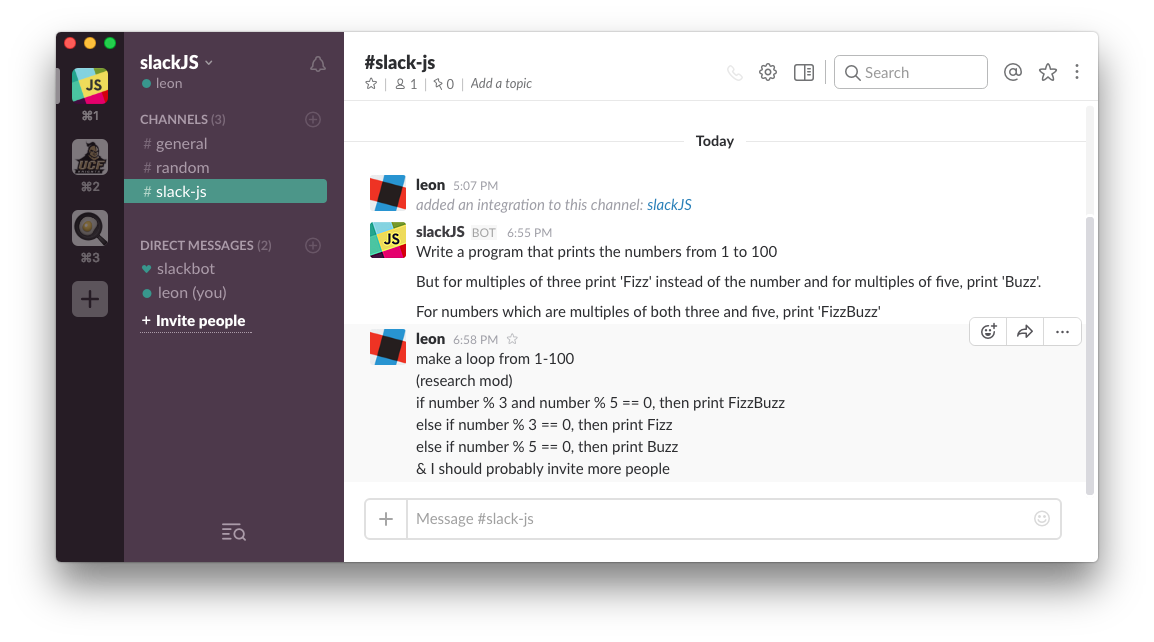 JS
⌘1
UCF
⌘2
⌘3
slackJS
leon
CHANNELS (3)
# general
# random
# slack-js
DIRECT MESSAGES (2)
slackbot
leon (you)
+ Invite people
#slack-js
1
0
Add a topic
Search
Today
leon 5:07 PM
added an integration to this channel: slackJS
JS
slackJS BOT 6:55 PM
Write a program that prints the numbers from 1 to 100
But for multiples of three print 'Fizz' instead of the number and for multiples of five, print 'Buzz'.
For numbers which are multiples of both three and five, print 'FizzBuzz'
leon 6:58 PM
make a loop from 1-100
(research mod)
if number % 3 and number % 5 == 0, then print FizzBuzz
else if number % 3 == 0, then print Fizz
else if number % 5 == 0, then print Buzz
& I should probably invite more people
Message #slack-js